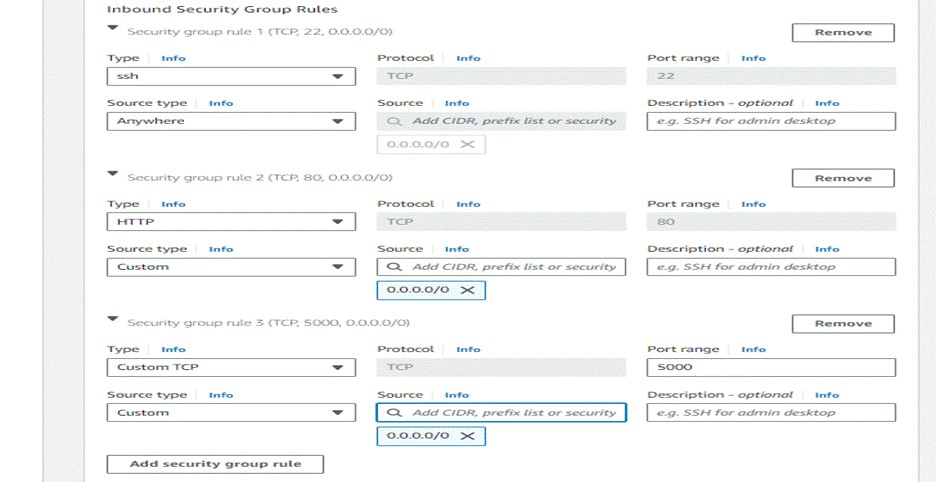 Inbound Security Group Rules
Security group rule 1 (TCP, 22, 0.0.0.0/0) Remove
Type Info Protocol Info Port range Info
ssh TCP 22
Source type Info Source Info Description - optional Info
Anywhere Add CIDR, prefix list or security e.g. SSH for admin desktop
0.0.0.0/0
Security group rule 2 (TCP, 80, 0.0.0.0/0) Remove
Type Info Protocol Info Port range Info
HTTP TCP 80
Source type Info Source Info Description - optional Info
Custom Add CIDR, prefix list or security e.g. SSH for admin desktop
0.0.0.0/0
Security group rule 3 (TCP, 5000, 0.0.0.0/0) Remove
Type Info Protocol Info Port range Info
Custom TCP TCP 5000
Source type Info Source Info Description - optional Info
Custom Add CIDR, prefix list or security e.g. SSH for admin desktop
0.0.0.0/0
Add security group rule